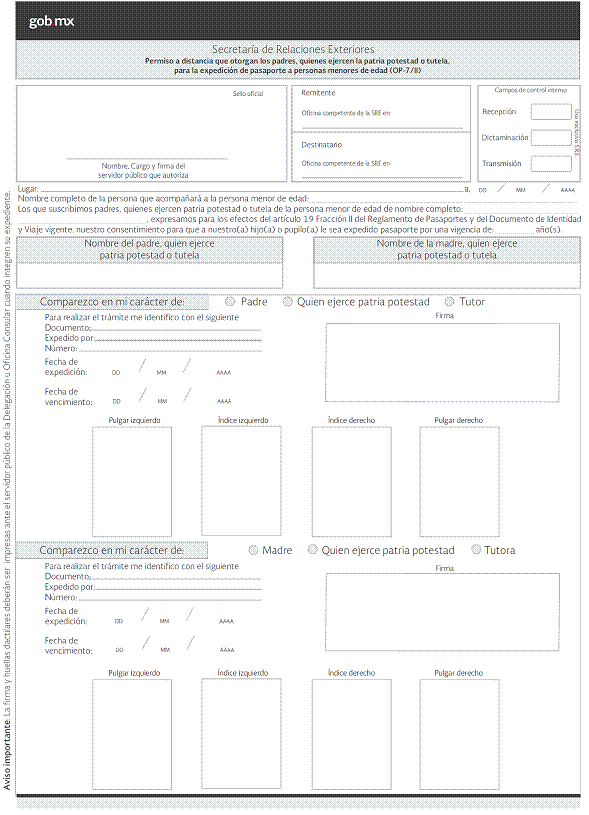 gob.mx
Secretaría de Relaciones Exteriores
Permiso a distancia que otorgan los padres, quienes ejercen la patria potestad o tutela,
para la expedición de pasaporte a personas menores de edad (OP-7/II)
Sello oficial
Nombre, Cargo y firma del
servidor público que autoriza
Remitente
Oficina competente de la SRE en:
Destinatario
Oficina competente de la SRE en:
Campos de control interno
Recepción
Dictaminación
Transmisión
Uso exclusivo S.R.E.
Lugar: a, DD / MM / AAAA
Nombre completo de la persona que acompañará a la persona menor de edad:
Los que suscribimos padres, quienes ejercen patria potestad o tutela de la persona menor de edad de nombre completo:
, expresamos para los efectos del artículo 19 Fracción II del Reglamento de Pasaportes y del Documento de Identidad
y Viaje vigente, nuestro consentimiento para que a nuestro(a) hijo(a) o pupilo(a) le sea expedido pasaporte por una vigencia de: año(s).
Nombre del padre, quien ejerce
patria potestad o tutela
Nombre de la madre, quien ejerce
patria potestad o tutela
Comparezco en mi carácter de: Padre Quien ejerce patria potestad Tutor
Para realizar el trámite me identifico con el siguiente
Documento:
Expedido por:
Número:
Firma
Fecha de
expedición: DD / MM / AAAA
Fecha de
vencimiento: DD / MM / AAAA
Pulgar izquierdo Índice izquierdo Índice derecho Pulgar derecho
Comparezco en mi carácter de: Madre Quien ejerce patria potestad Tutora
Para realizar el trámite me identifico con el siguiente
Documento:
Expedido por:
Número:
Firma
Fecha de
expedición: DD / MM / AAAA
Fecha de
vencimiento: DD / MM / AAAA
Pulgar izquierdo Índice izquierdo Índice derecho Pulgar derecho
Aviso importante: La firma y huellas dactilares deberán ser impresas ante el servidor público de la Delegación u Oficina Consular cuando integren su expediente.